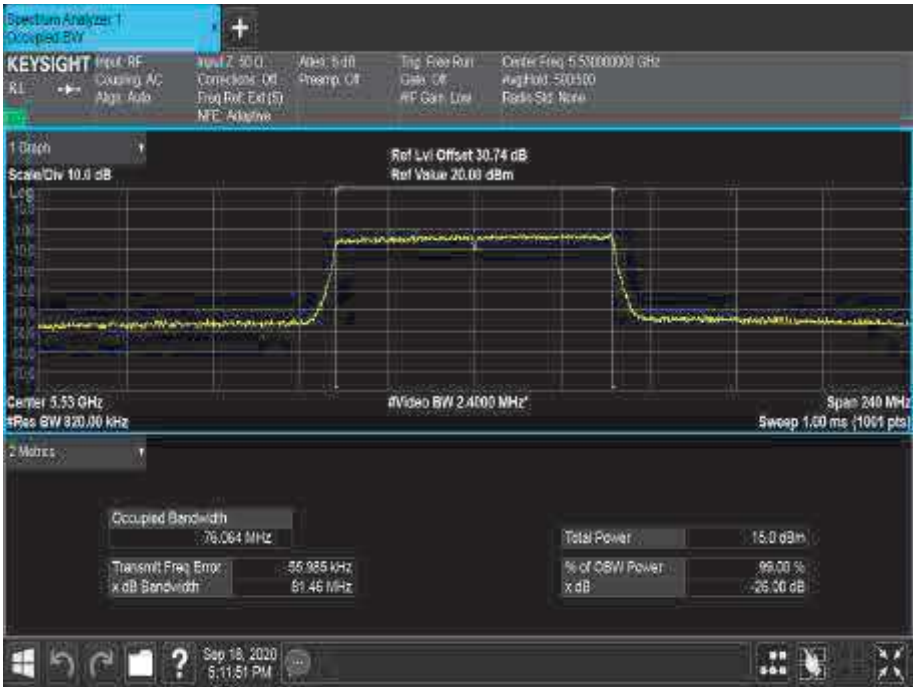 Spectrum Analyzer 1
Occupied BW
+
KEYSIGHT
Input: RF
Coupling: AC
Align: Auto
Input Z: 50 Ω
Corrections: Off
Freq Ref: Ext (S)
NFE: Adaptive
Atten: 6 dB
Preamp: Off
Trig: Free Run
Gate: Off
#IF Gain: Low
Center Freq: 5.530000000 GHz
Avg|Hold: 500/500
Radio Std: None
1 Graph
Scale/Div 10.0 dB
Ref Lvl Offset 30.74 dB
Ref Value 20.00 dBm
Log
10.0
0.00
Center 5.53 GHz
#Res BW 820.00 kHz
#Video BW 2.4000 MHz*
Span 240 MHz
Sweep 1.00 ms (1001 pts)
2 Metrics
Occupied Bandwidth
76.064 MHz
Transmit Freq Error
x dB Bandwidth
81.46 MHz
Total Power
15.0 dBm
% of OBW Power
99.00 %
x dB
-26.00 dB
?
Sep 18, 2020
5:11:51 PM